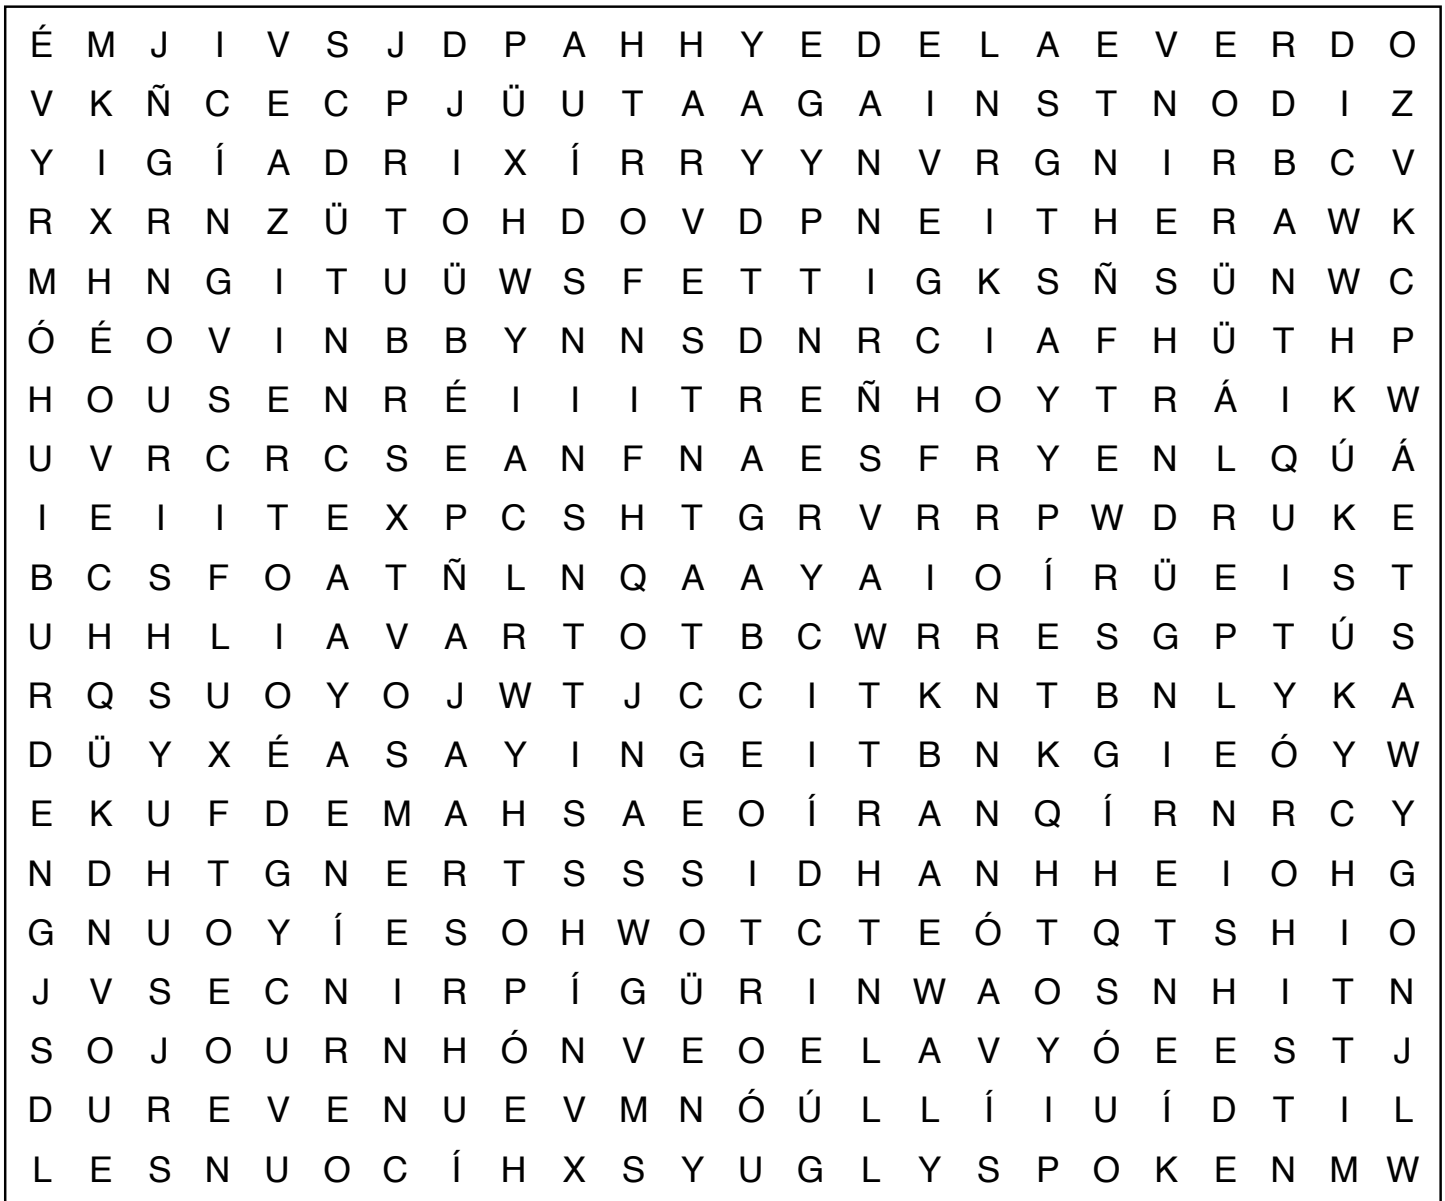 É M J I V S J D P A H H Y E D E L A E V E R D O
V K Ñ C E C P J Ü U T A A G A I N S T N O D I Z
Y I G Í A D R I X Í R R Y Y N V R G N I R B C V
R X R N Z Ü T O H D O V D P N E I T H E R A W K
M H N G I T U Ü W S F E T T I G K S Ñ S Ü N W C
Ó É O V I N B B Y N N S D N R C I A F H Ü T H P
H O U S E N R É I I I T R E Ñ H O Y T R Á I K W
U V R C R C S E A N F N A E S F R Y E N L Q Ú Á
I E I I T E X P C S H T G R V R R P W D R U K E
B C S F O A T Ñ L N Q A A Y A I O Í R Ü E I S T
U H H L I A V A R T O T B C W R R E S G P T Ú S
R Q S U O Y O J W T J C C I T K N T B N L Y K A
D Ü Y X É A S A Y I N G E I T B N K G I E Ó Y W
E K U F D E M A H S A E O Í R A N Q Í R N R C Y
N D H T G N E R T S S S I D H A N H H E I O H G
G N U O Y Í E S O H W O T C T E Ó T Q T S H I O
J V S E C N I R P Í G Ü R I N W A O S N H I T N
S O J O U R N H Ó N V E O E L A V Y Ó E E S T J
D U R E V E N U E V M N Ó Ú L L Í I U Í D T I L
L E S N U O C Í H X S Y U G L Y S P O K E N M W